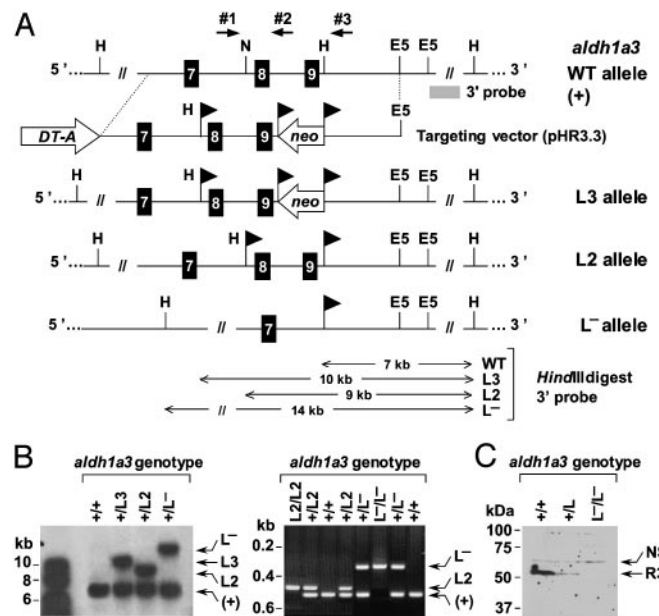 A
#1 #2 #3
H N H E5 E5 H
aldh1a3
5 ′... // 7 8 9 // ... 3 ′
WT allele
(+)
3' probe
H E5
DT-A 7 8 9 neo
Targeting vector (pHR3.3)
H H E5 E5 H
5 ′... // 7 8 9 neo // ... 3 ′
L3 allele
H H E5 E5 H
5 ′... // 7 8 9 // ... 3 ′
L2 allele
H E5 E5 H
5 ′... // 7 // ... 3 ′
L⁻ allele
7 kb WT
10 kb L3
9 kb L2
// 14 kb L⁻
HindIII digest
3' probe
B
aldh1a3 genotype
+/+ +/L3 +/L2 +/L⁻
kb
10
8
6
L⁻
L3
L2
(+)
aldh1a3 genotype
L2/L2 +/L2 +/+ +/L2 +/L⁻ L⁻/L⁻ +/L⁻ +/+
kb
0.2
0.4
0.6
L⁻
L2
(+)
C
aldh1a3 genotype
+/+ +/L L⁻/L⁻
kDa
100
75
50
37